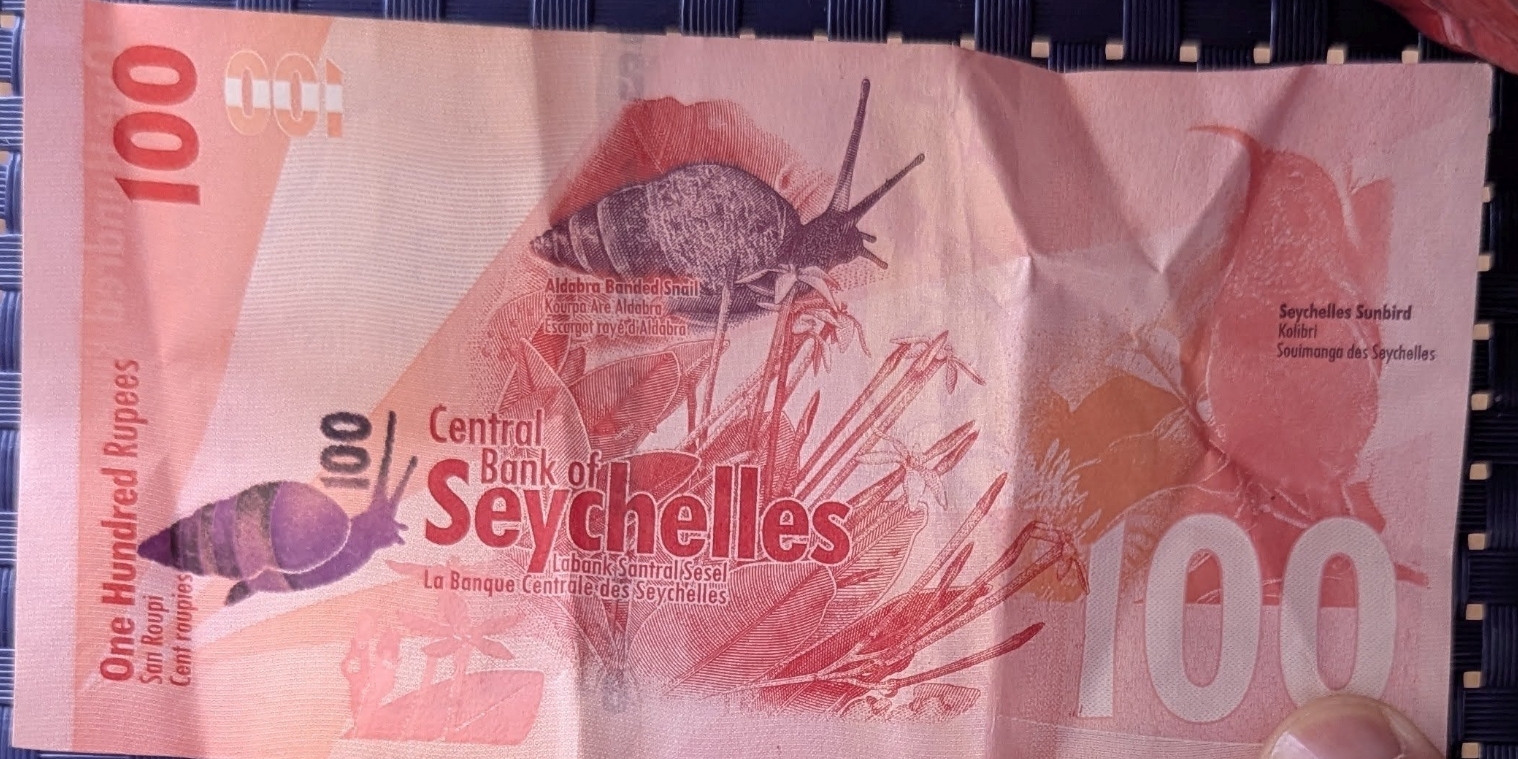 100
100
Aldabra Banded Snail
Kourpa Are Aldabra
Escargot rayé d'Aldabra
Seychelles Sunbird
Kolibri
Souimanga des Seychelles
One Hundred Rupees
San Roupi
Cent roupies
100
Central
Bank of
Seychelles
Labank Santral Sesel
La Banque Centrale des Seychelles
100